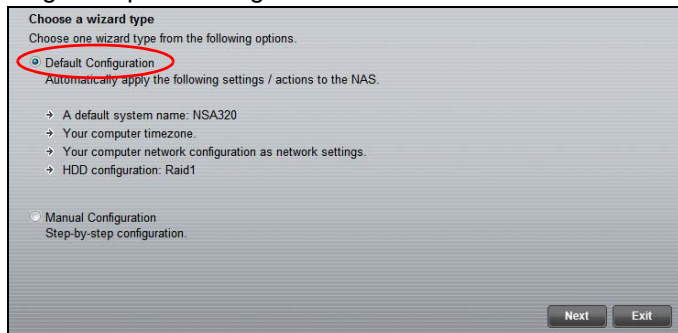 Choose a wizard type
Choose one wizard type from the following options.
Default Configuration
Automatically apply the following settings / actions to the NAS.
A default system name: NSA320
Your computer timezone.
Your computer network configuration as network settings.
HDD configuration: Raid1
Manual Configuration
Step-by-step configuration.
Next Exit